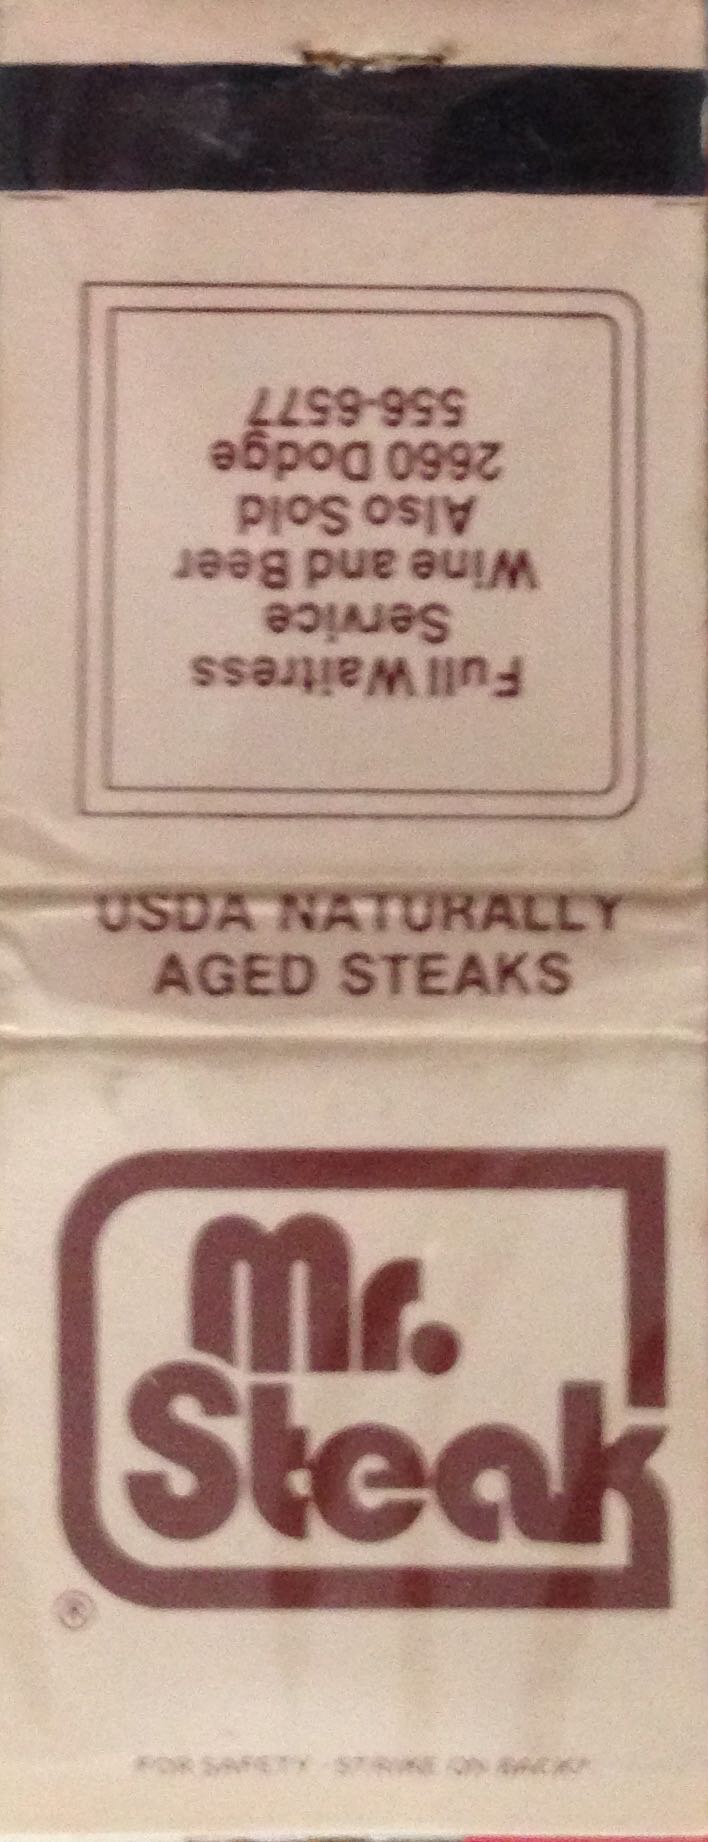 Full Waitress
Service
Wine and Beer
Also Sold
2660 Dodge
556-6577
USDA NATURALLY
AGED STEAKS
Mr.
Steak
®
FOR SAFETY - STRIKE ON BACK